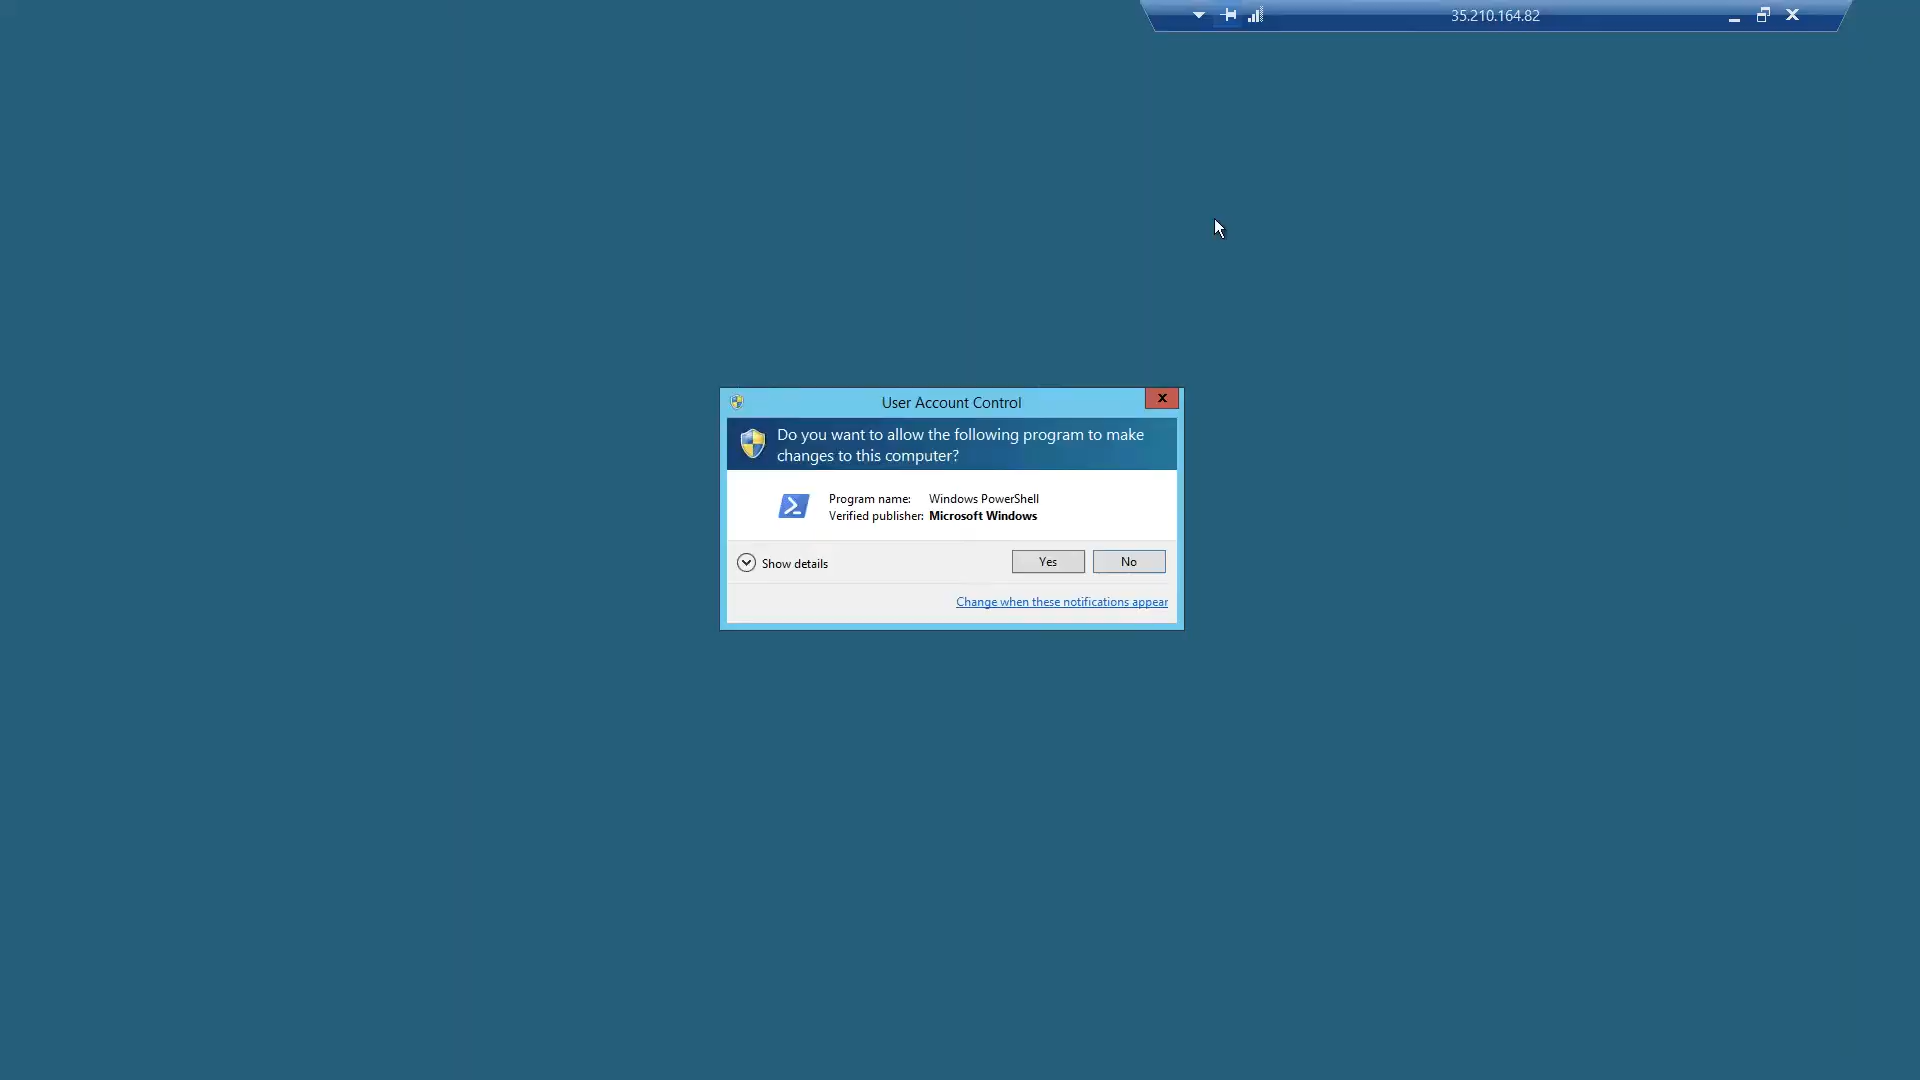 35.210.164.82
User Account Control
Do you want to allow the following program to make
changes to this computer?
Program name: Windows PowerShell
Verified publisher: Microsoft Windows
Show details
Yes
No
Change when these notifications appear